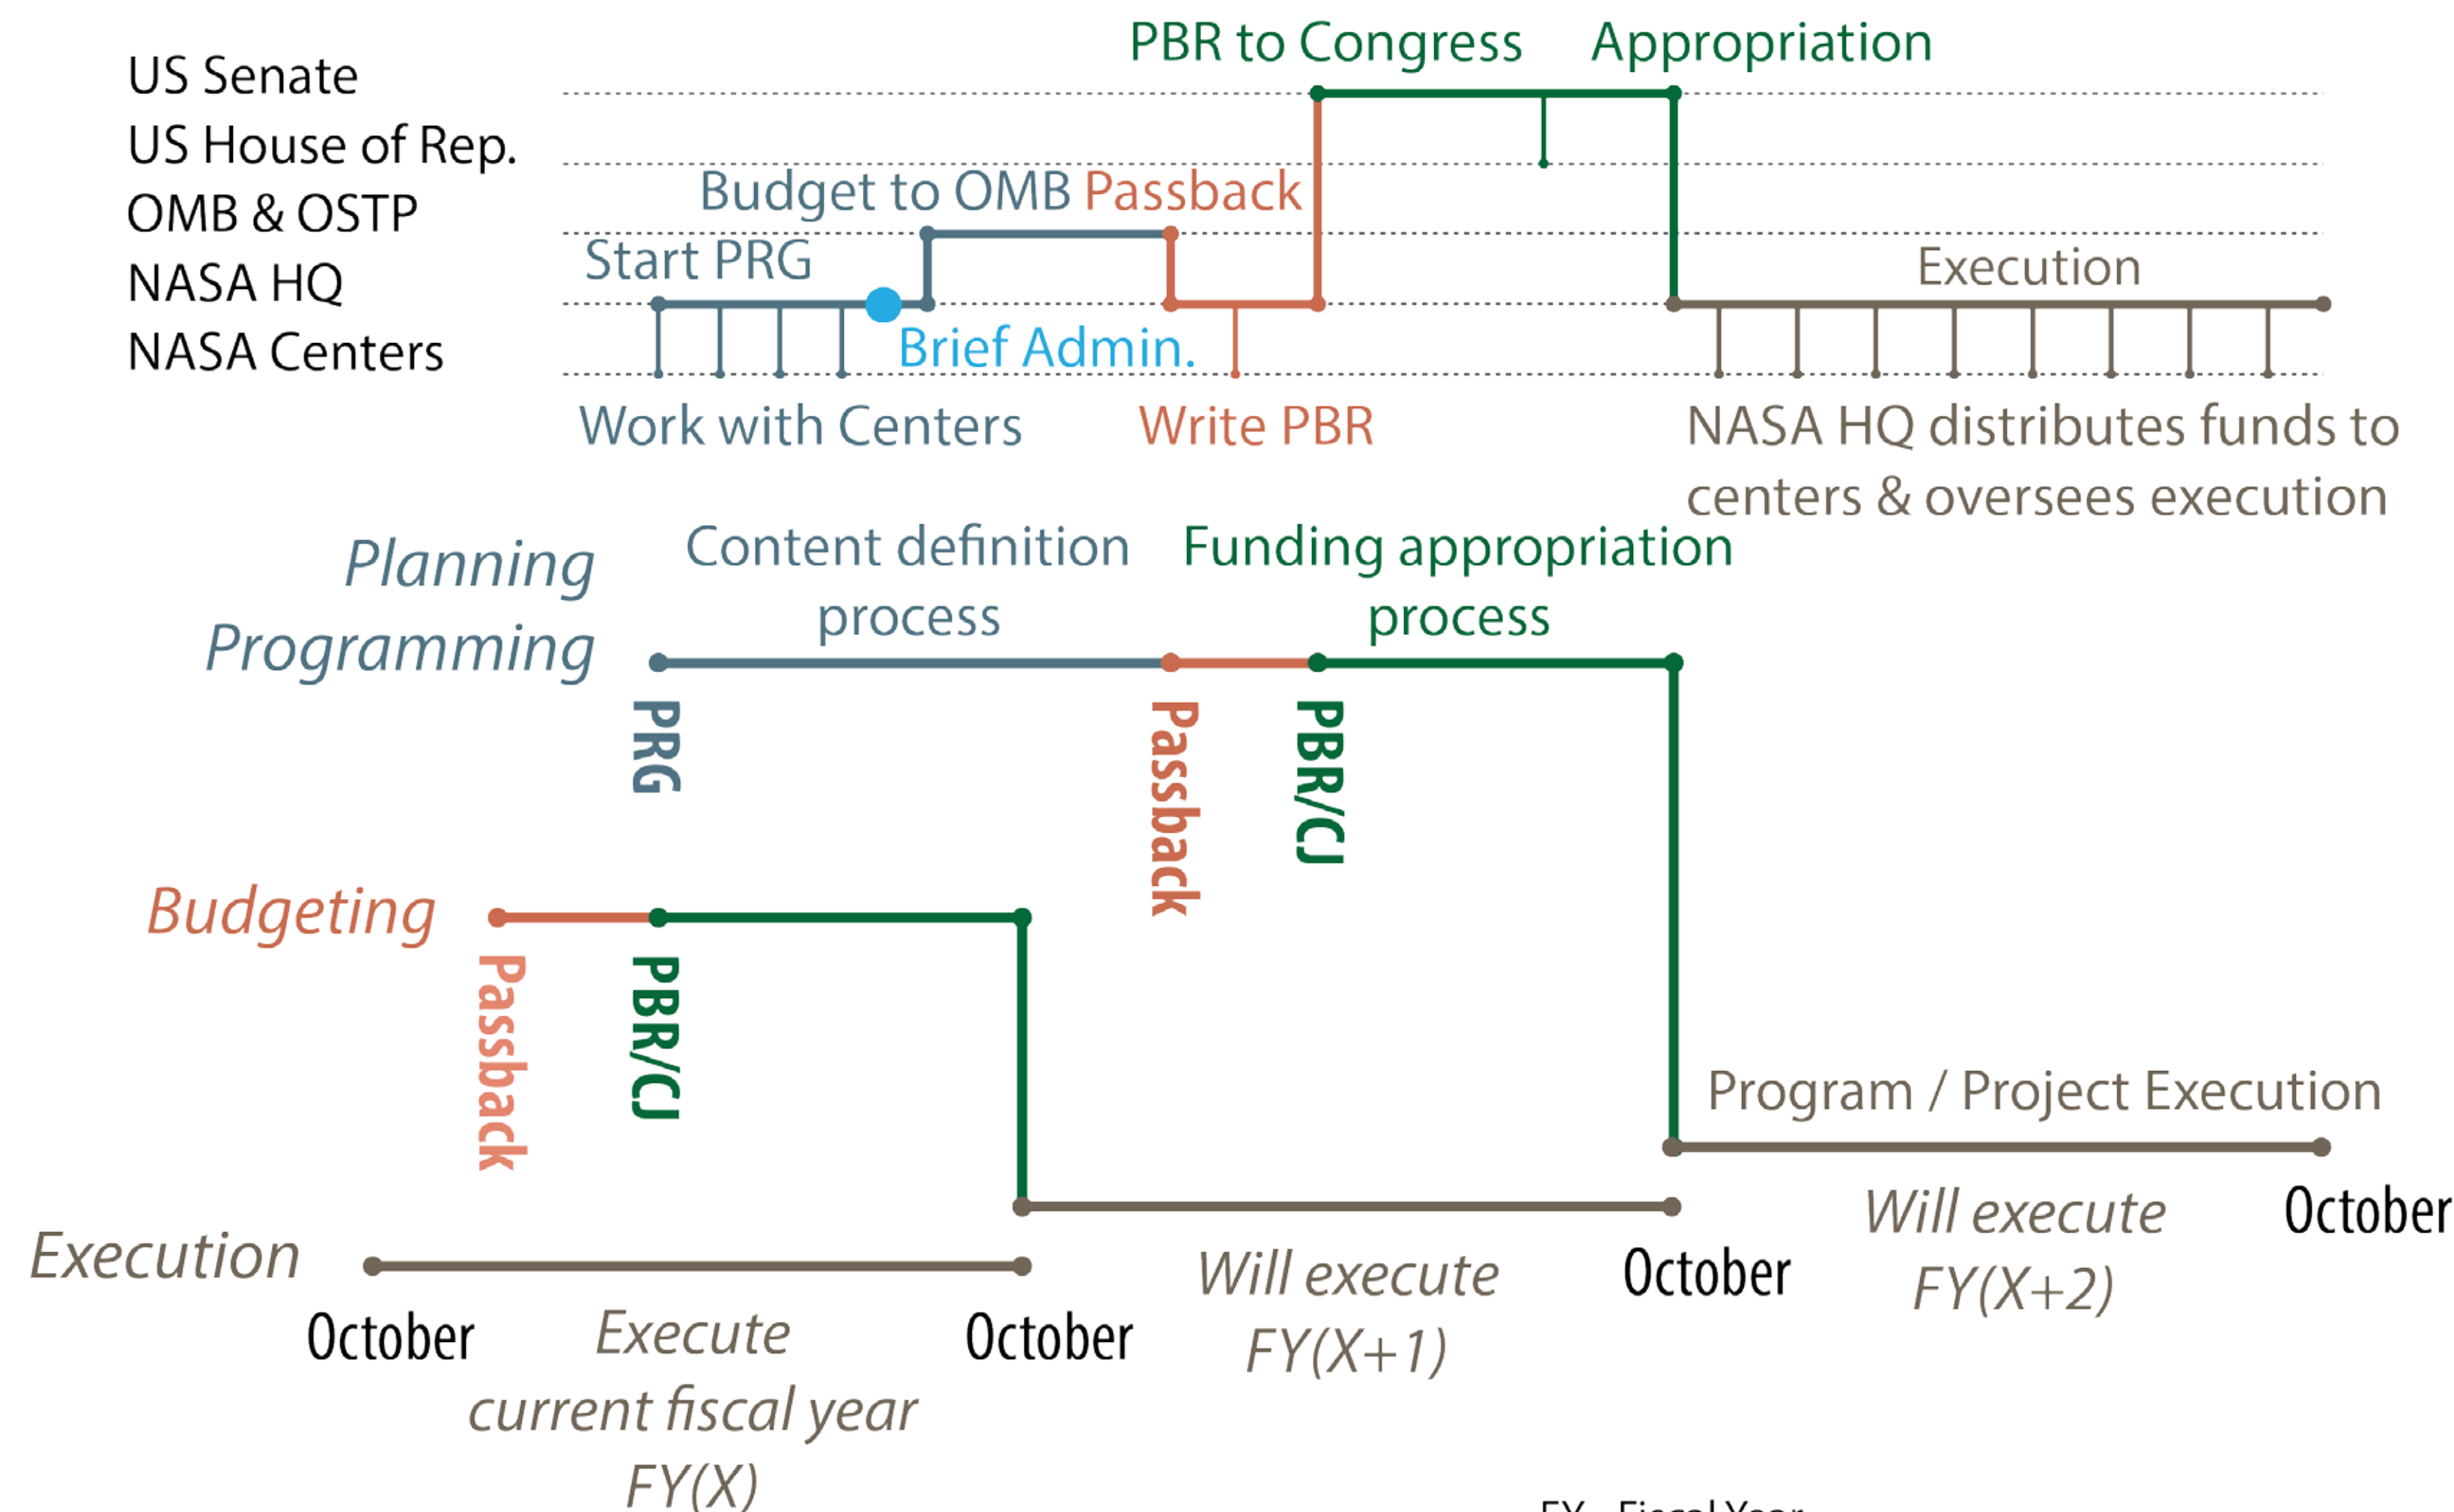 PBR to Congress Appropriation
US Senate
US House of Rep.
Budget to OMB Passback
OMB & OSTP
Start PRG
Execution
NASA HQ
Brief Admin.
NASA Centers
Work with Centers
Write PBR
NASA HQ distributes funds to
centers & oversees execution
Planning
Programming
Content definition
process
Funding appropriation
process
PRG
Passback
PBR/CJ
Budgeting
Passback
PBR/CJ
Program / Project Execution
Execution
October
Execute
current fiscal year
FY(X)
October
Will execute
FY(X+1)
October
Will execute
FY(X+2)
October
FY - Fiscal Year